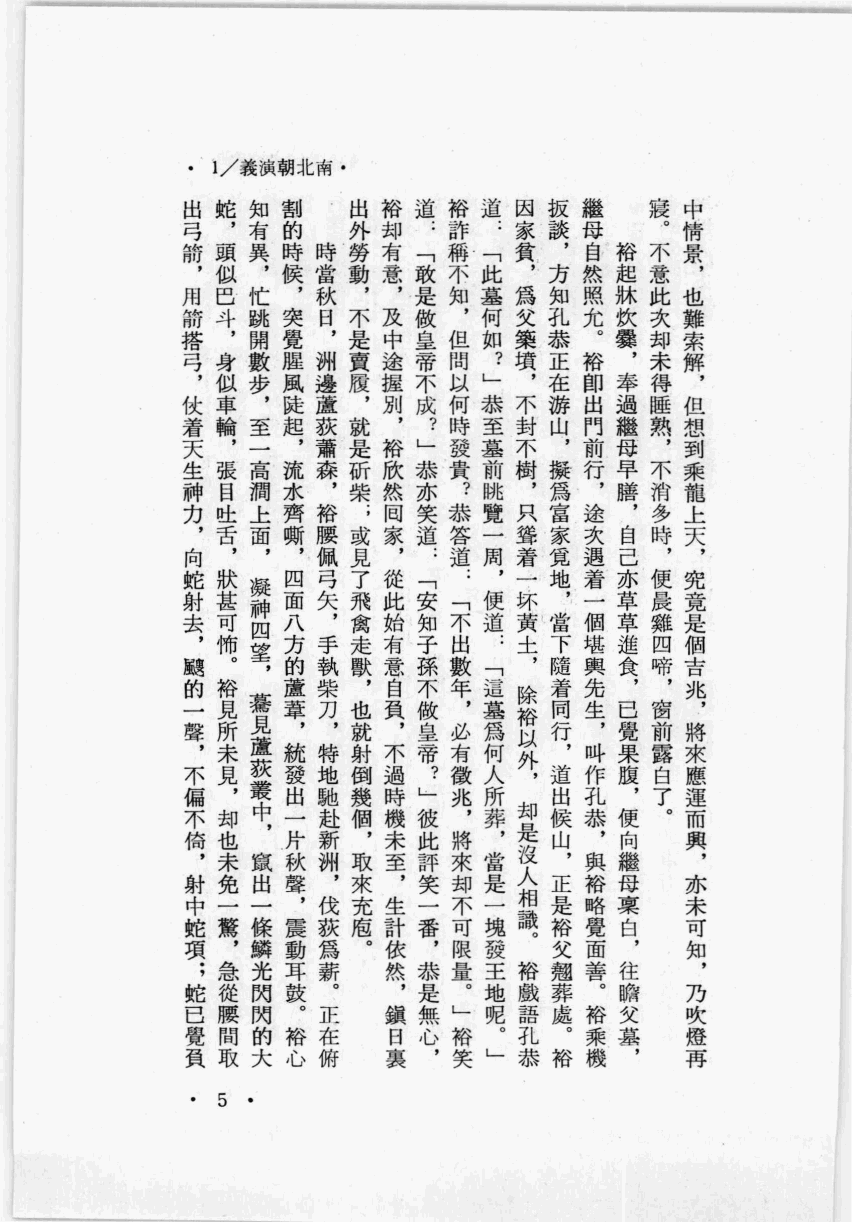 ・南北朝演義／1・
中情景，也難索解，但想到乘龍上天，究竟是個吉兆，將來應運而興，亦未可知，乃吹燈再
寢。不意此次却未得睡熟，不消多時，便晨雞四啼，窗前露白了。
裕起牀炊爨，奉過繼母早膳，自己亦草草進食，已覺果腹，便向繼母稟白，往瞻父墓，
繼母自然照允。裕卽出門前行，途次遇着一個堪輿先生，叫作孔恭，與裕略覺面善。裕乘機
扳談，方知孔恭正在游山，擬爲富家覓地，當下隨着同行，道出候山，正是裕父翹葬處。裕
因家貧，爲父築墳，不封不樹，只聳着一坏黃土，除裕以外，却是沒人相識。裕戲語孔恭
道：「此墓何如？」恭至墓前眺覽一周，便道：「這墓爲何人所葬，當是一塊發王地呢。」
裕詐稱不知，但問以何時發貴？恭答道：「不出數年，必有徵兆，將來却不可限量。」裕笑
道：「敢是做皇帝不成？」恭亦笑道：「安知子孫不做皇帝？」彼此評笑一番，恭是無心，
裕却有意，及中途握別，裕欣然回家，從此始有意自負，不過時機未至，生計依然，鎭日裏
出外勞動，不是賣履，就是斫柴；或見了飛禽走獸，也就射倒幾個，取來充庖。
時當秋日，洲邊蘆荻蕭森，裕腰佩弓矢，手執柴刀，特地馳赴新洲，伐荻爲薪。正在俯
割的時候，突覺腥風陡起，流水齊嘶，四面八方的蘆葦，統發出一片秋聲，震動耳鼓。裕心
知有異，忙跳開數步，至一高澗上面，凝神四望，驀見蘆荻叢中，竄出一條鱗光閃閃的大
蛇，頭似巴斗，身似車輪，張目吐舌，狀甚可怖。裕見所未見，却也未免一驚，急從腰間取
出弓箭，用箭搭弓，仗着天生神力，向蛇射去，颼的一聲，不偏不倚，射中蛇項；蛇已覺負
・5・